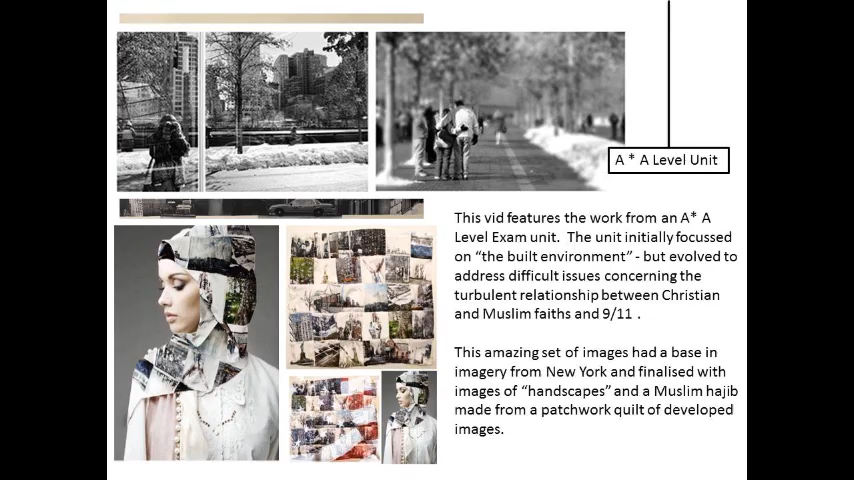 A * A Level Unit
This vid features the work from an A* A
Level Exam unit.  The unit initially focussed
on “the built environment” - but evolved to
address difficult issues concerning the
turbulent relationship between Christian
and Muslim faiths and 9/11 .
This amazing set of images had a base in
imagery from New York and finalised with
images of “handscapes” and a Muslim hajib
made from a patchwork quilt of developed
images.